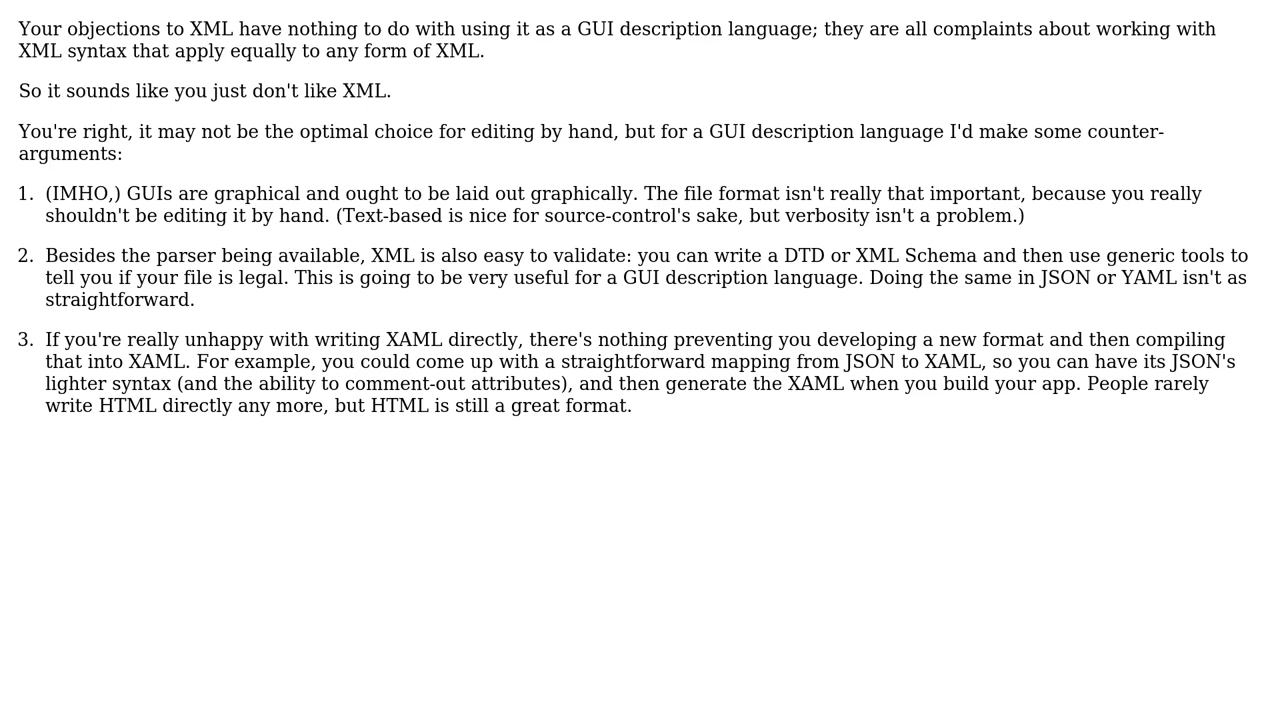 Your objections to XML have nothing to do with using it as a GUI description language; they are all complaints about working with
XML syntax that apply equally to any form of XML.
So it sounds like you just don't like XML.
You're right, it may not be the optimal choice for editing by hand, but for a GUI description language I'd make some counter-
arguments:
1. (IMHO,) GUIs are graphical and ought to be laid out graphically. The file format isn't really that important, because you really
shouldn't be editing it by hand. (Text-based is nice for source-control's sake, but verbosity isn't a problem.)
2. Besides the parser being available, XML is also easy to validate: you can write a DTD or XML Schema and then use generic tools to
tell you if your file is legal. This is going to be very useful for a GUI description language. Doing the same in JSON or YAML isn't as
straightforward.
3. If you're really unhappy with writing XAML directly, there's nothing preventing you developing a new format and then compiling
that into XAML. For example, you could come up with a straightforward mapping from JSON to XAML, so you can have its JSON's
lighter syntax (and the ability to comment-out attributes), and then generate the XAML when you build your app. People rarely
write HTML directly any more, but HTML is still a great format.